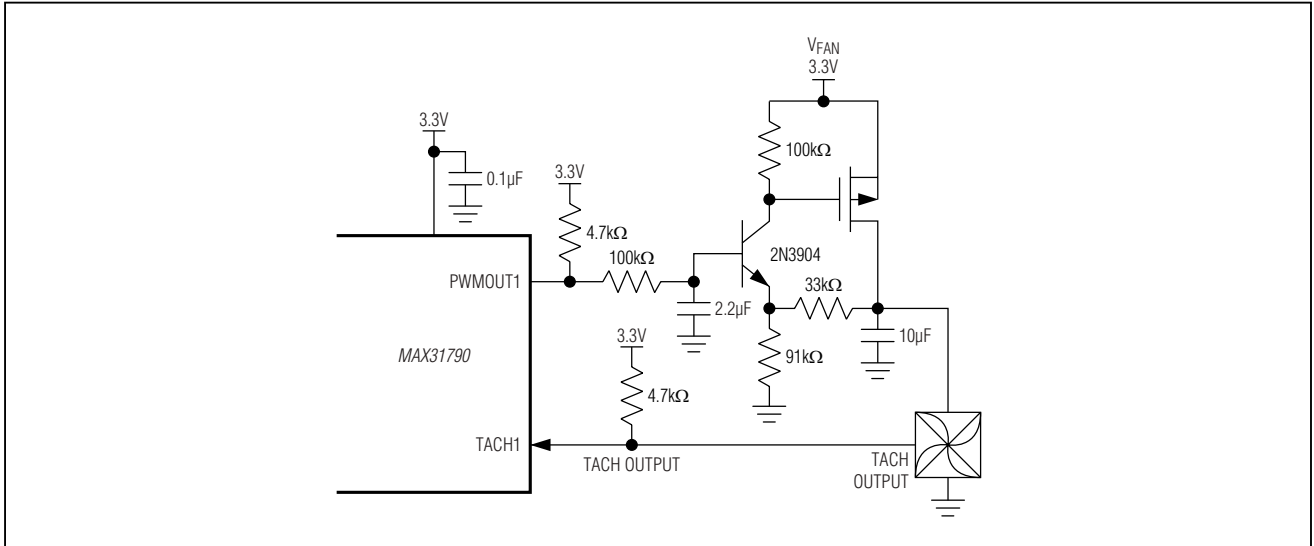 V_FAN
3.3V
3.3V
0.1µF
100kΩ
3.3V
4.7kΩ
100kΩ
2N3904
PWMOUT1
33kΩ
2.2µF
10µF
3.3V
91kΩ
MAX31790
4.7kΩ
TACH1
TACH OUTPUT
TACH
OUTPUT